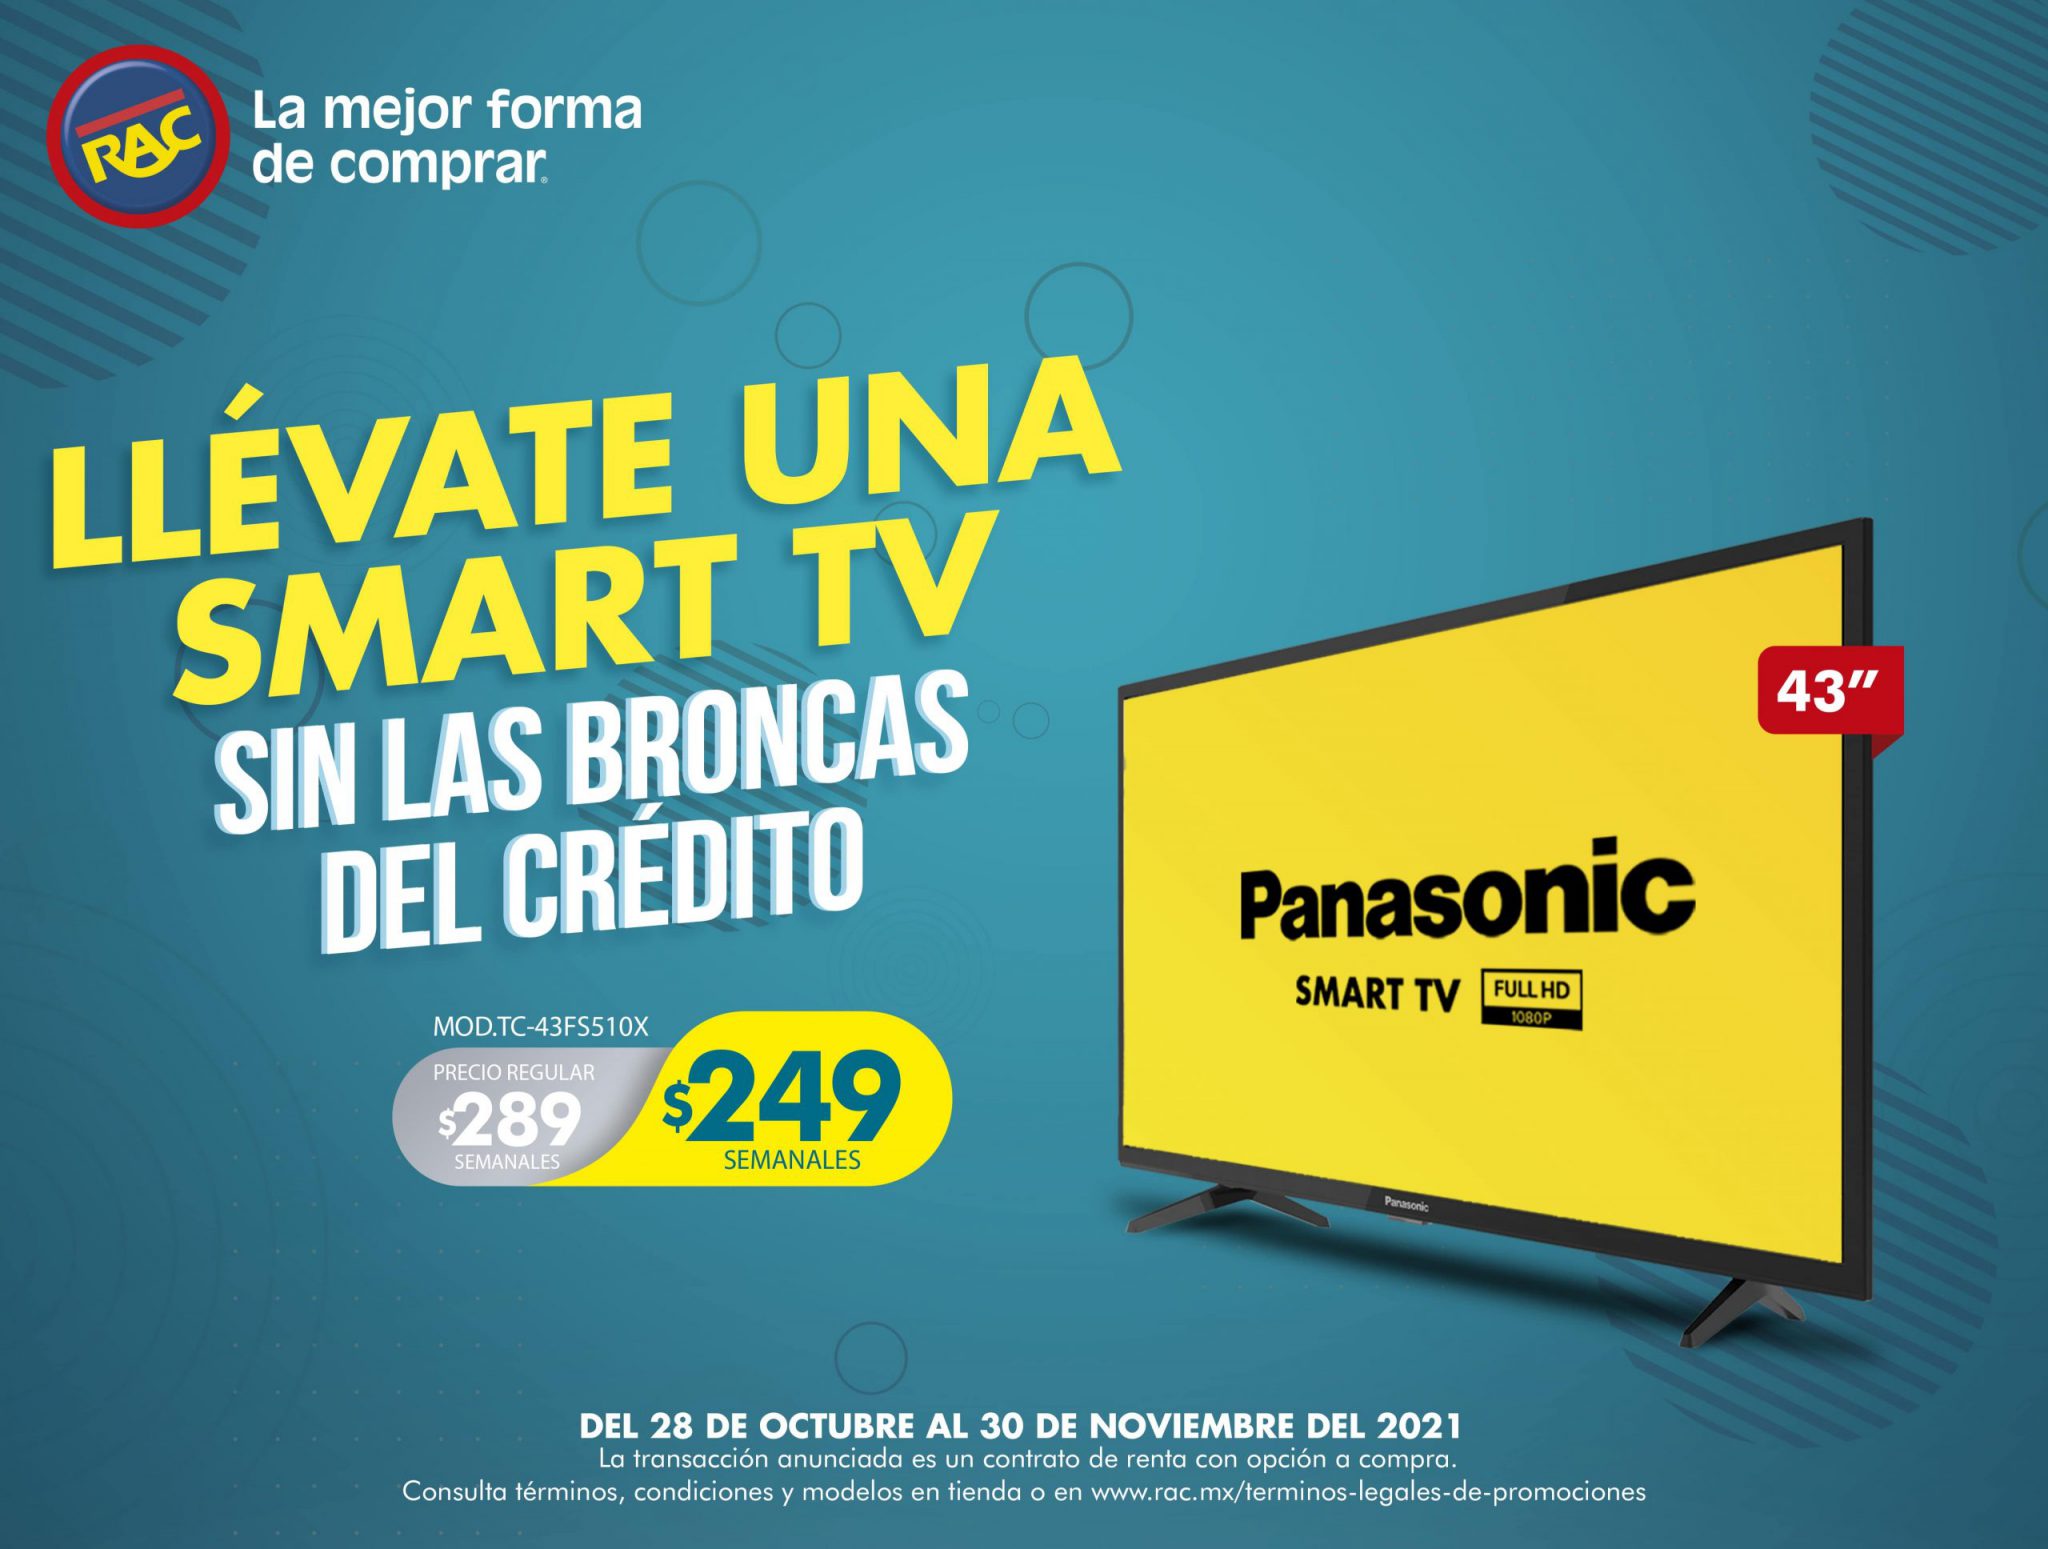 RAC
La mejor forma
de comprar®
LLÉVATE UNA
SMART TV
SIN LAS BRONCAS
DEL CRÉDITO
MOD.TC-43FS510X
PRECIO REGULAR
$289
SEMANALES
$249
SEMANALES
43"
Panasonic
SMART TV
FULL HD
1080P
Panasonic
DEL 28 DE OCTUBRE AL 30 DE NOVIEMBRE DEL 2021
La transacción anunciada es un contrato de renta con opción a compra.
Consulta términos, condiciones y modelos en tienda o en www.rac.mx/terminos-legales-de-promociones